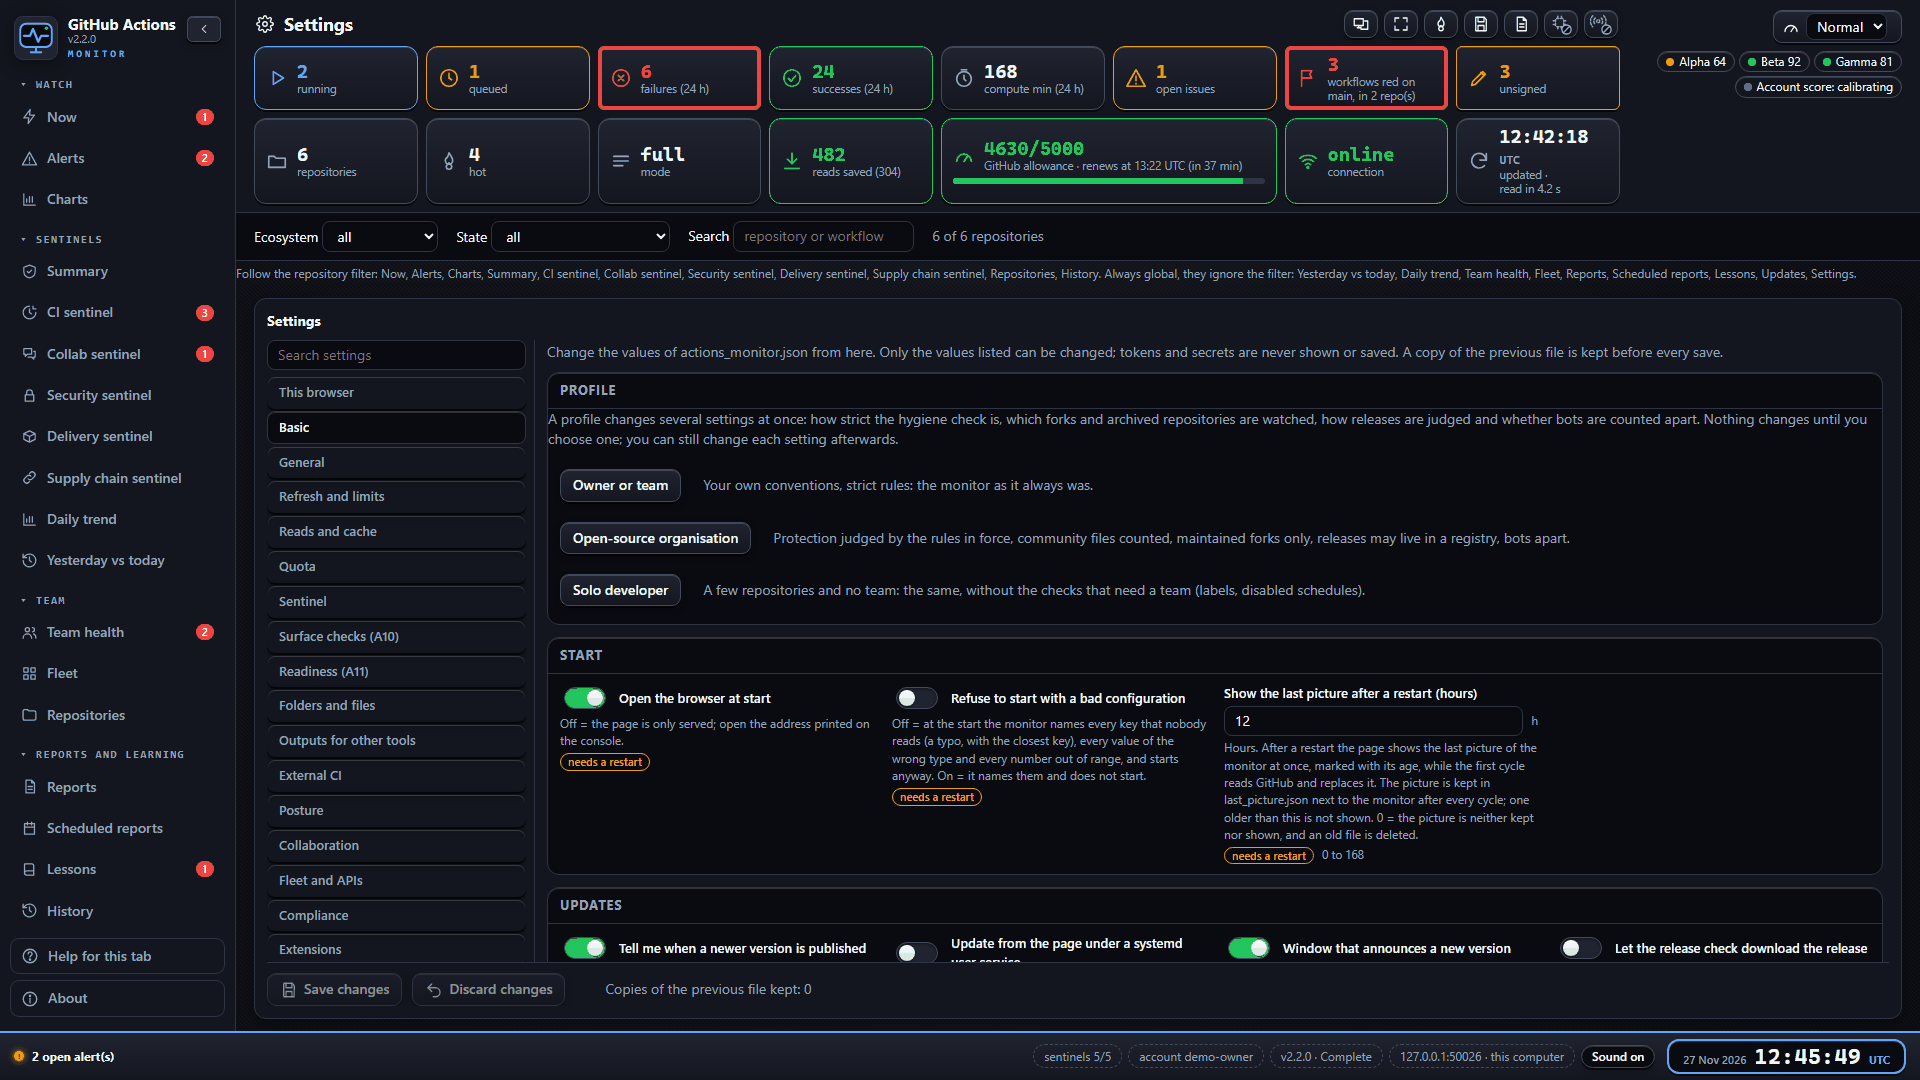 GitHub Actions
v2.2.0
MONITOR
WATCH
Now 1
Alerts 2
Charts
SENTINELS
Summary
CI sentinel 3
Collab sentinel 1
Security sentinel
Delivery sentinel
Supply chain sentinel
Daily trend
Yesterday vs today
TEAM
Team health 2
Fleet
Repositories
REPORTS AND LEARNING
Reports
Scheduled reports
Lessons 1
History
Help for this tab
About
Settings
Normal
2
running
1
queued
6
failures (24 h)
24
successes (24 h)
168
compute min (24 h)
1
open issues
3
workflows red on
main, in 2 repo(s)
3
unsigned
Alpha 64
Beta 92
Gamma 81
Account score: calibrating
6
repositories
4
hot
full
mode
482
reads saved (304)
4630/5000
GitHub allowance · renews at 13:22 UTC (in 37 min)
online
connection
12:42:18
UTC
updated ·
read in 4.2 s
Ecosystem all State all Search repository or workflow 6 of 6 repositories
Follow the repository filter: Now, Alerts, Charts, Summary, CI sentinel, Collab sentinel, Security sentinel, Delivery sentinel, Supply chain sentinel, Repositories, History. Always global, they ignore the filter: Yesterday vs today, Daily trend, Team health, Fleet, Reports, Scheduled reports, Lessons, Updates, Settings.
Settings
Search settings
This browser
Basic
General
Refresh and limits
Reads and cache
Quota
Sentinel
Surface checks (A10)
Readiness (A11)
Folders and files
Outputs for other tools
External CI
Posture
Collaboration
Fleet and APIs
Compliance
Extensions
Change the values of actions_monitor.json from here. Only the values listed can be changed; tokens and secrets are never shown or saved. A copy of the previous file is kept before every save.
PROFILE
A profile changes several settings at once: how strict the hygiene check is, which forks and archived repositories are watched, how releases are judged and whether bots are counted apart. Nothing changes until you
choose one; you can still change each setting afterwards.
Owner or team Your own conventions, strict rules: the monitor as it always was.
Open-source organisation Protection judged by the rules in force, community files counted, maintained forks only, releases may live in a registry, bots apart.
Solo developer A few repositories and no team: the same, without the checks that need a team (labels, disabled schedules).
START
Open the browser at start
Off = the page is only served; open the address printed on
the console.
needs a restart
Refuse to start with a bad configuration
Off = at the start the monitor names every key that nobody
reads (a typo, with the closest key), every value of the
wrong type and every number out of range, and starts
anyway. On = it names them and does not start.
needs a restart
Show the last picture after a restart (hours)
12 h
Hours. After a restart the page shows the last picture of the
monitor at once, marked with its age, while the first cycle
reads GitHub and replaces it. The picture is kept in
last_picture.json next to the monitor after every cycle; one
older than this is not shown. 0 = the picture is neither kept
nor shown, and an old file is deleted.
needs a restart 0 to 168
UPDATES
Tell me when a newer version is published
Update from the page under a systemd
user service
Window that announces a new version
Let the release check download the release
Save changes Discard changes Copies of the previous file kept: 0
2 open alert(s)
sentinels 5/5
account demo-owner
v2.2.0 · Complete
127.0.0.1:50026 · this computer
Sound on
27 Nov 2026 12:45:49 UTC